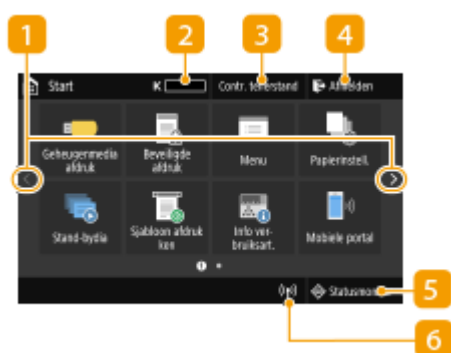 1
2
3
4
Start
K
Contr. tellerstand
Afmelden
Geheugenmedia
afdruk
Beveiligde
afdruk
Menu
Papierinstell.
Stand-bydia
Sjabloon afdruk
ken
Info ver-
bruiksart.
Mobiele portal
Statusmon
5
6